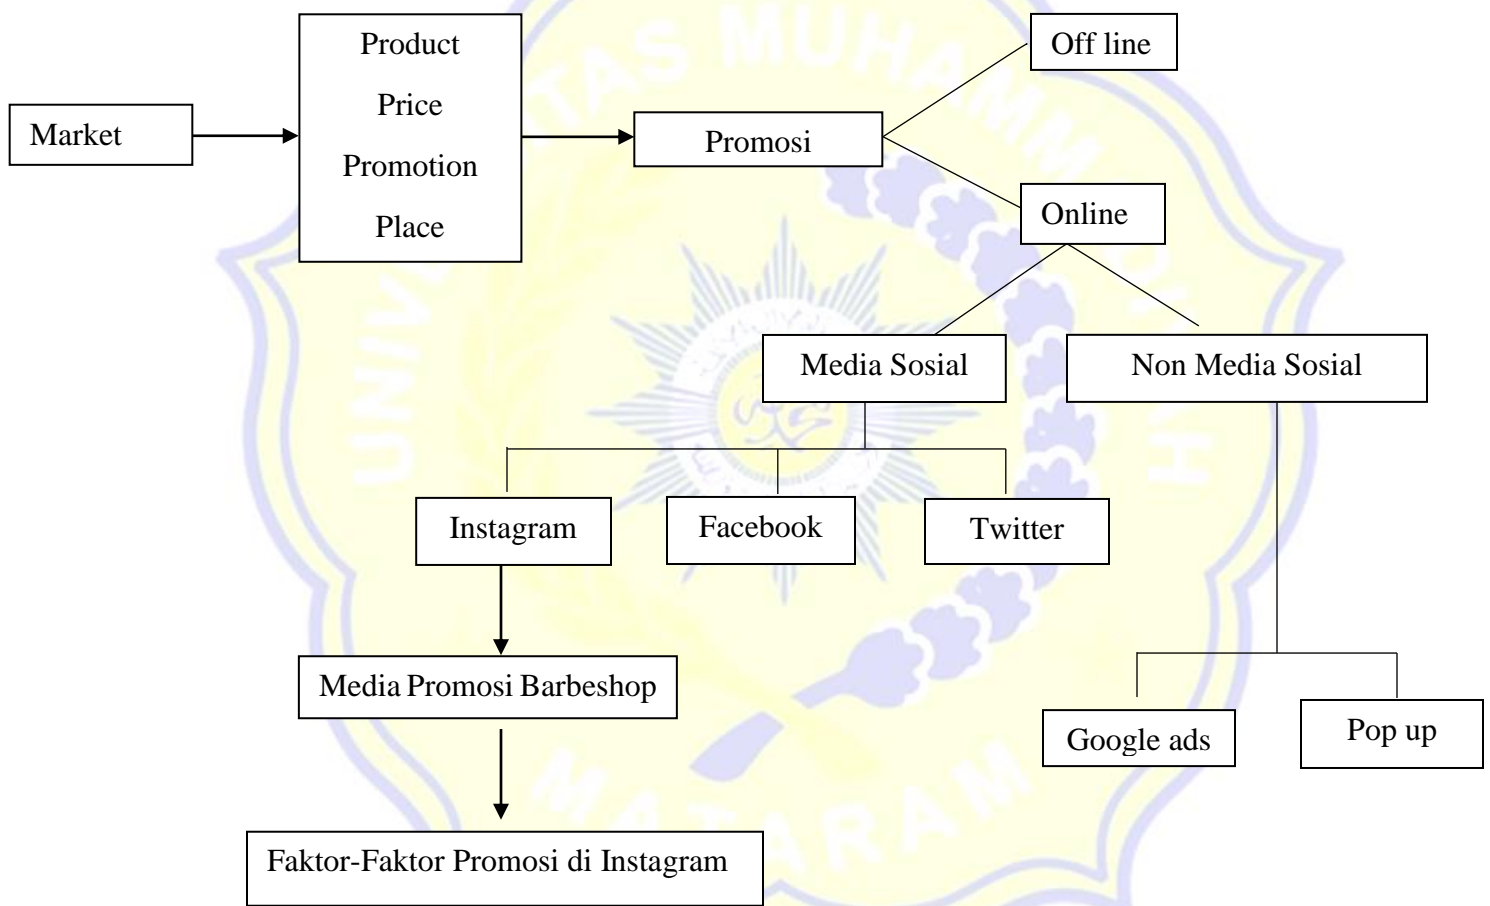 Product
Off line
Price
Market
Promosi
Promotion
Place
Online
Media Sosial
Non Media Sosial
Instagram
Facebook
Twitter
Media Promosi Barbeshop
Google ads
Pop up
Faktor-Faktor Promosi di Instagram
MATARAM